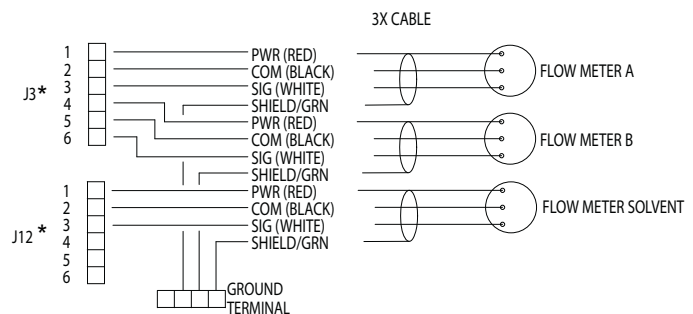 3X CABLE
J3*
1
2
3
4
5
6
PWR (RED)
COM (BLACK)
SIG (WHITE)
SHIELD/GRN
PWR (RED)
COM (BLACK)
SIG (WHITE)
SHIELD/GRN
FLOW METER A
FLOW METER B
J12*
1
2
3
4
5
6
PWR (RED)
COM (BLACK)
SIG (WHITE)
SHIELD/GRN
FLOW METER SOLVENT
GROUND
TERMINAL